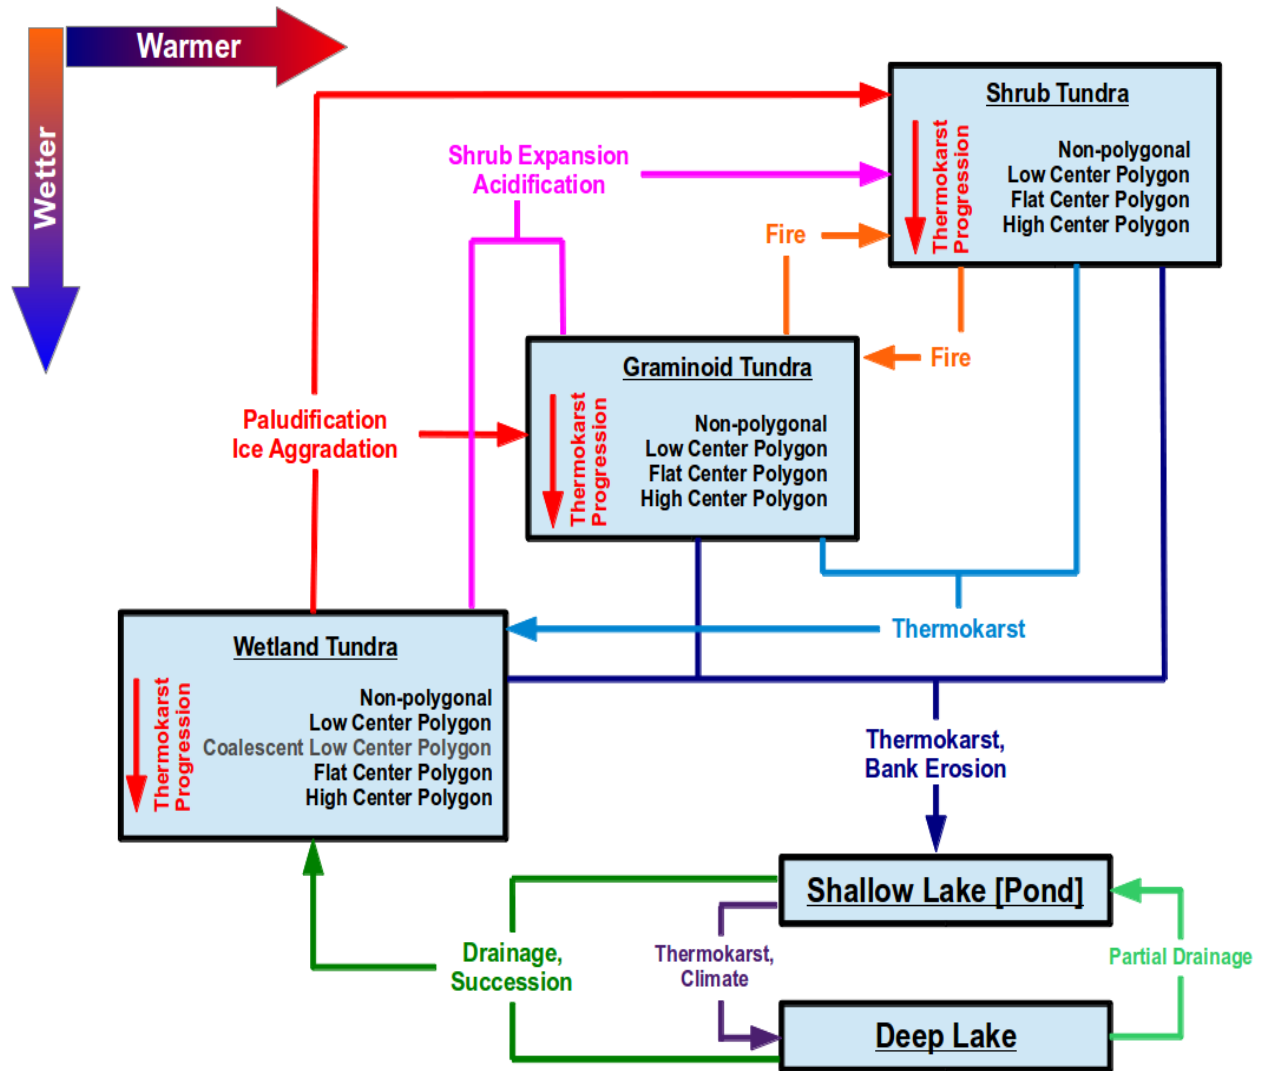 Warmer
Wetter
Shrub Tundra
Thermokarst
Progression
Non-polygonal
Low Center Polygon
Flat Center Polygon
High Center Polygon
Shrub Expansion
Acidification
Fire
Fire
Graminoid Tundra
Thermokarst
Progression
Non-polygonal
Low Center Polygon
Flat Center Polygon
High Center Polygon
Paludification
Ice Aggradation
Thermokarst
Wetland Tundra
Thermokarst
Progression
Non-polygonal
Low Center Polygon
Coalescent Low Center Polygon
Flat Center Polygon
High Center Polygon
Thermokarst,
Bank Erosion
Shallow Lake [Pond]
Drainage,
Succession
Thermokarst,
Climate
Partial Drainage
Deep Lake